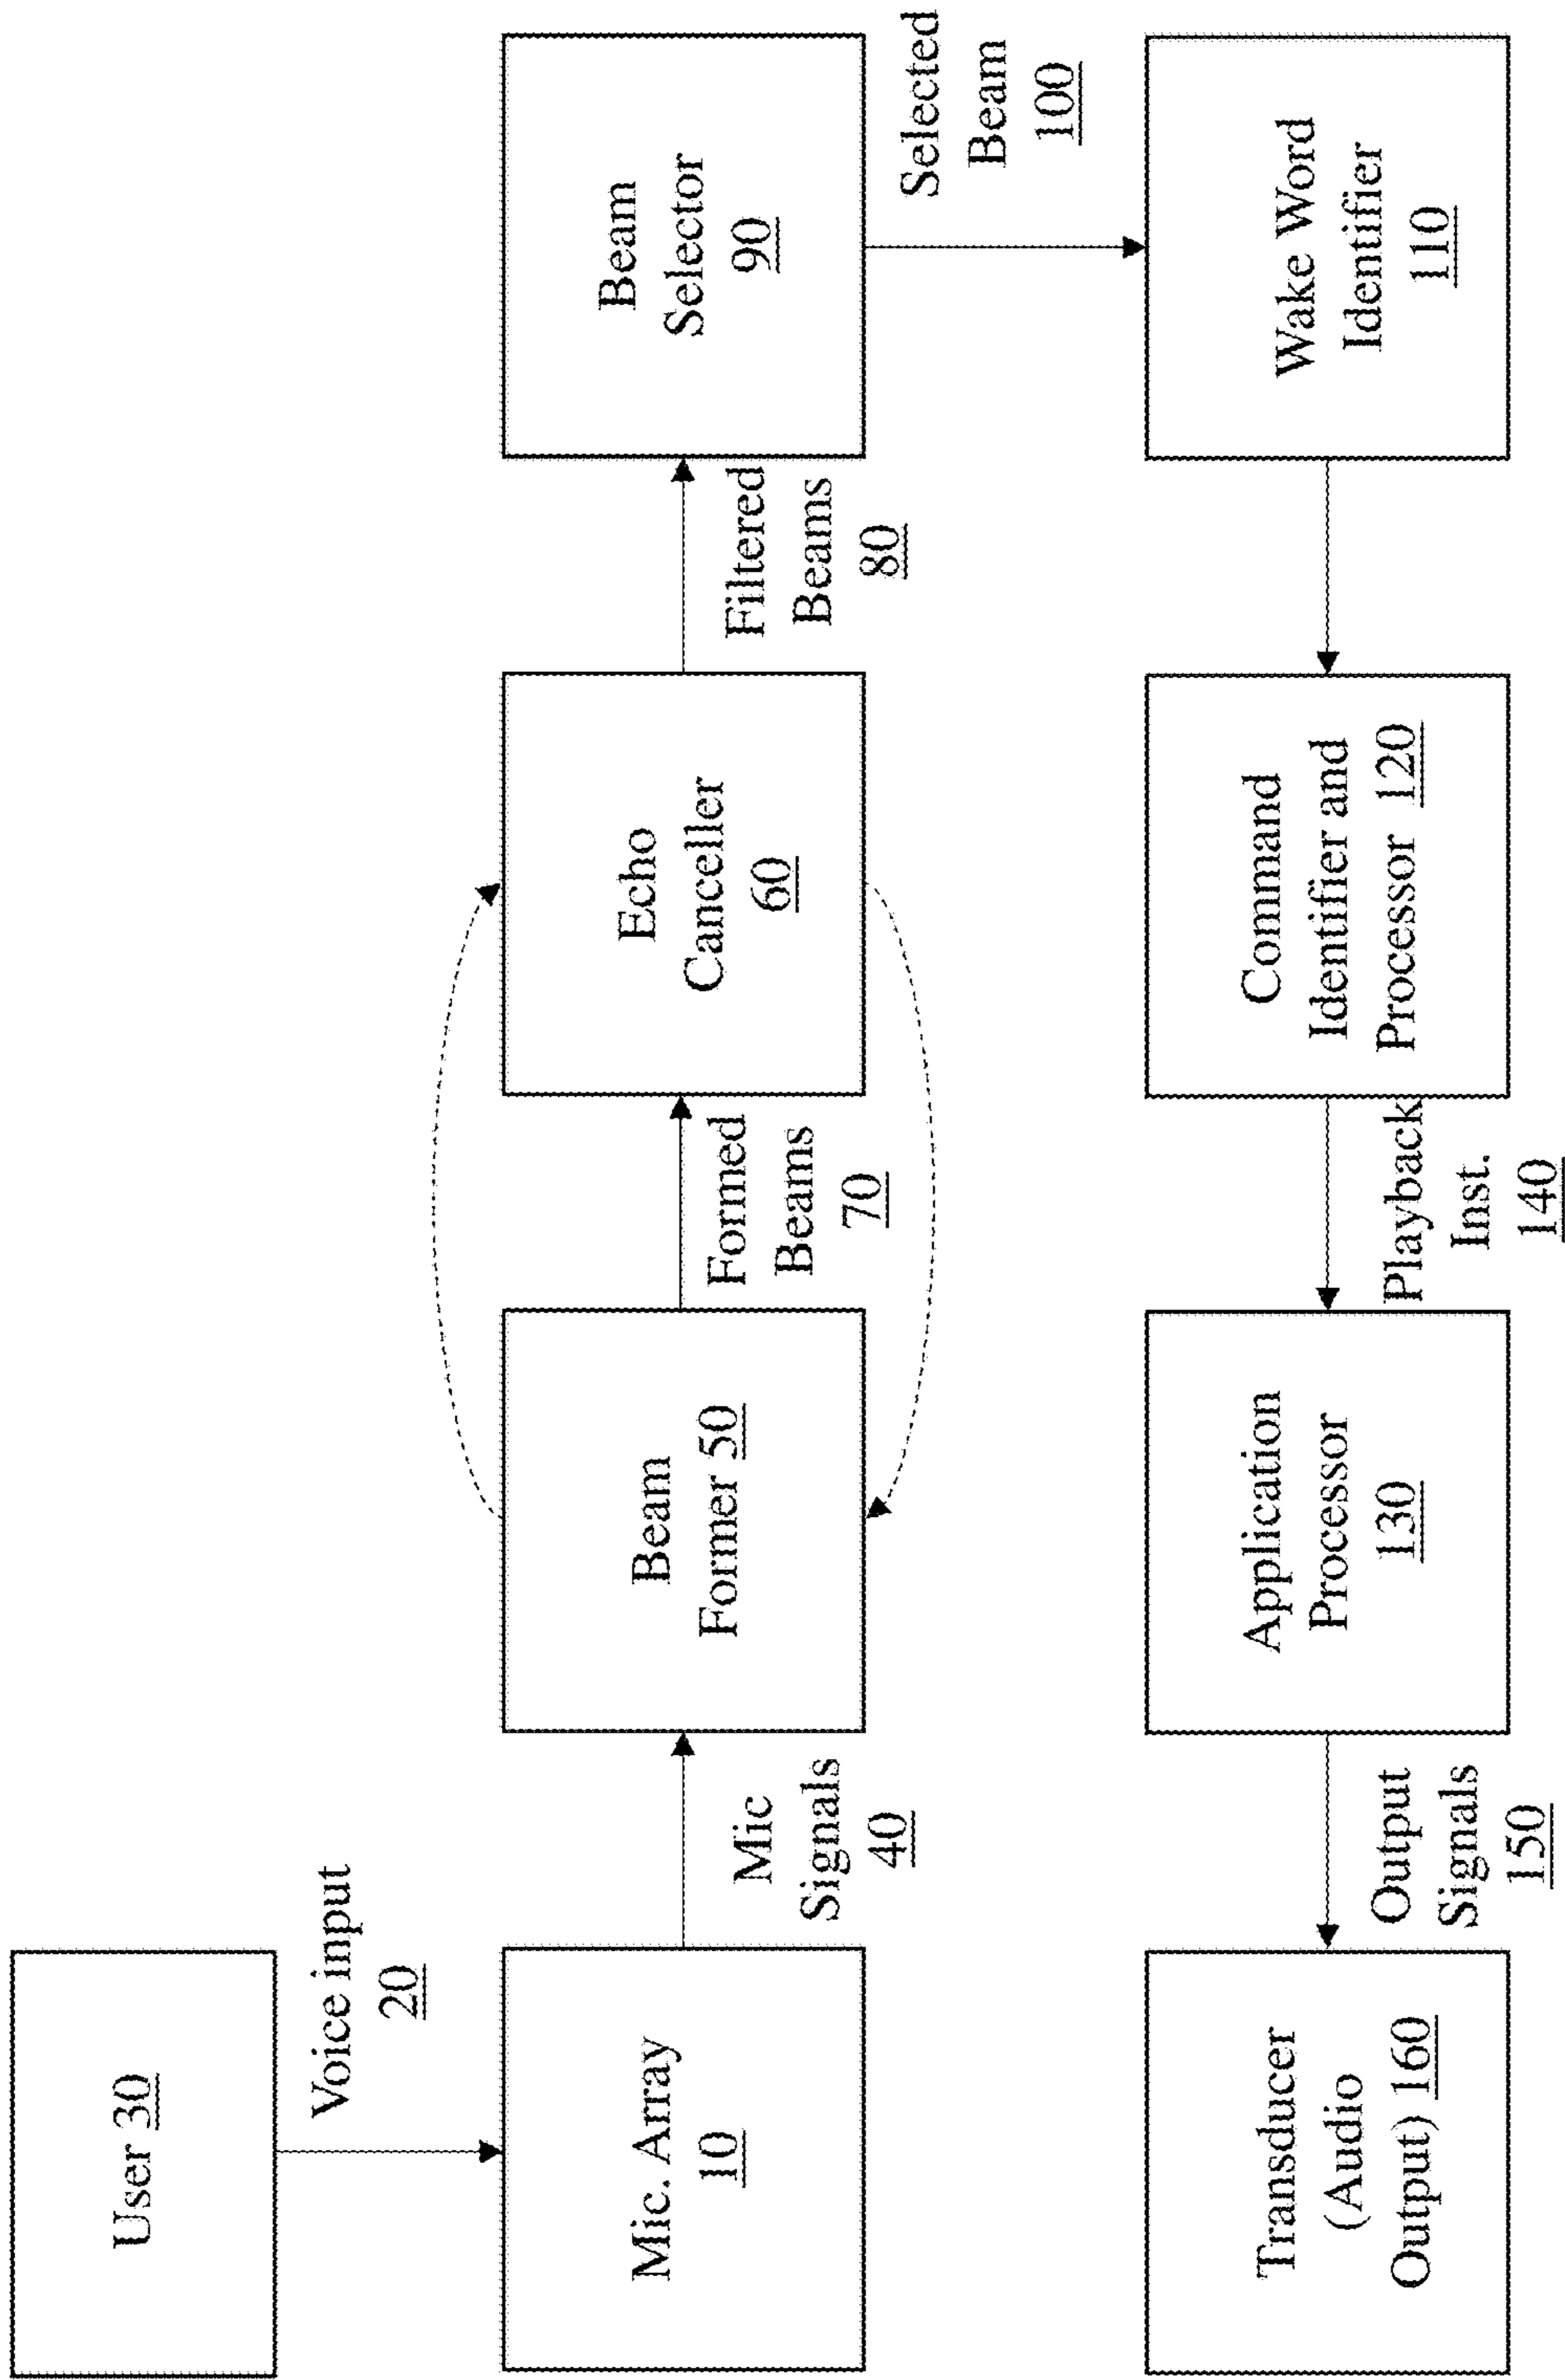 User 30
Voice input
20
Mic. Array
10
Mic
Signals
40
Beam
Former 50
Formed
Beams
70
Echo
Canceller
60
Filtered
Beams
80
Beam
Selector
90
Selected
Beam
100
Wake Word
Identifier
110
Command
Identifier and
Processor 120
Playback
Inst.
140
Application
Processor
130
Output
Signals
150
Transducer
(Audio
Output) 160